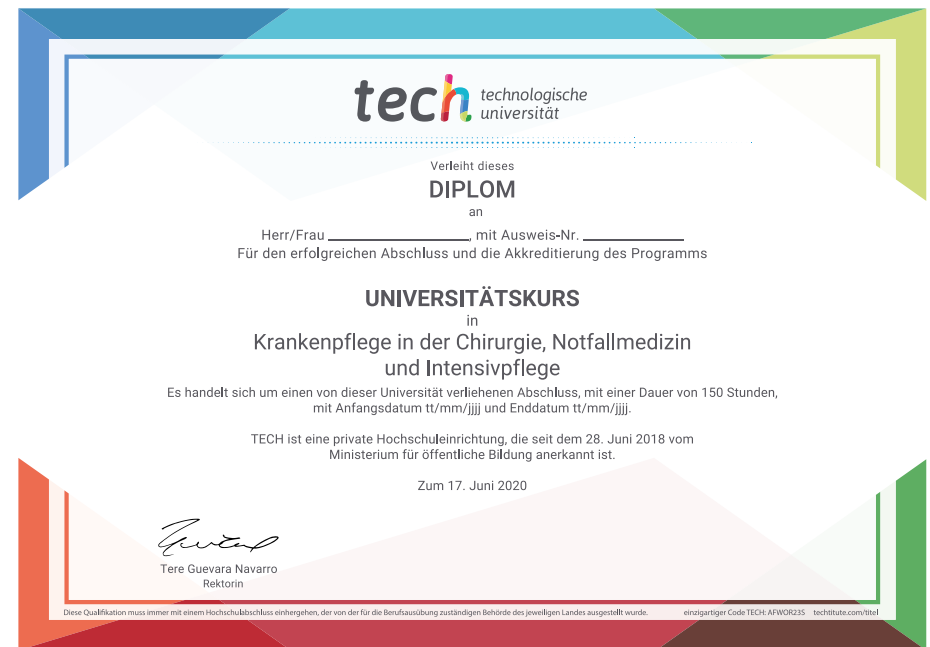 tech technologische
universität
Verleiht dieses
DIPLOM
an
Herr/Frau ____________, mit Ausweis-Nr. ____________
Für den erfolgreichen Abschluss und die Akkreditierung des Programms
UNIVERSITÄTSKURS
in
Krankenpflege in der Chirurgie, Notfallmedizin
und Intensivpflege
Es handelt sich um einen von dieser Universität verliehenen Abschluss, mit einer Dauer von 150 Stunden,
mit Anfangsdatum tt/mm/jjjj und Enddatum tt/mm/jjjj.
TECH ist eine private Hochschuleinrichtung, die seit dem 28. Juni 2018 vom
Ministerium für öffentliche Bildung anerkannt ist.
Zum 17. Juni 2020
Tere Guevara Navarro
Rektorin
Diese Qualifikation muss immer mit einem Hochschulabschluss einhergehen, der von der für die Berufsausübung zuständigen Behörde des jeweiligen Landes ausgestellt wurde. einzigartiger Code TECH: AFWOR23S techtitute.com/titel